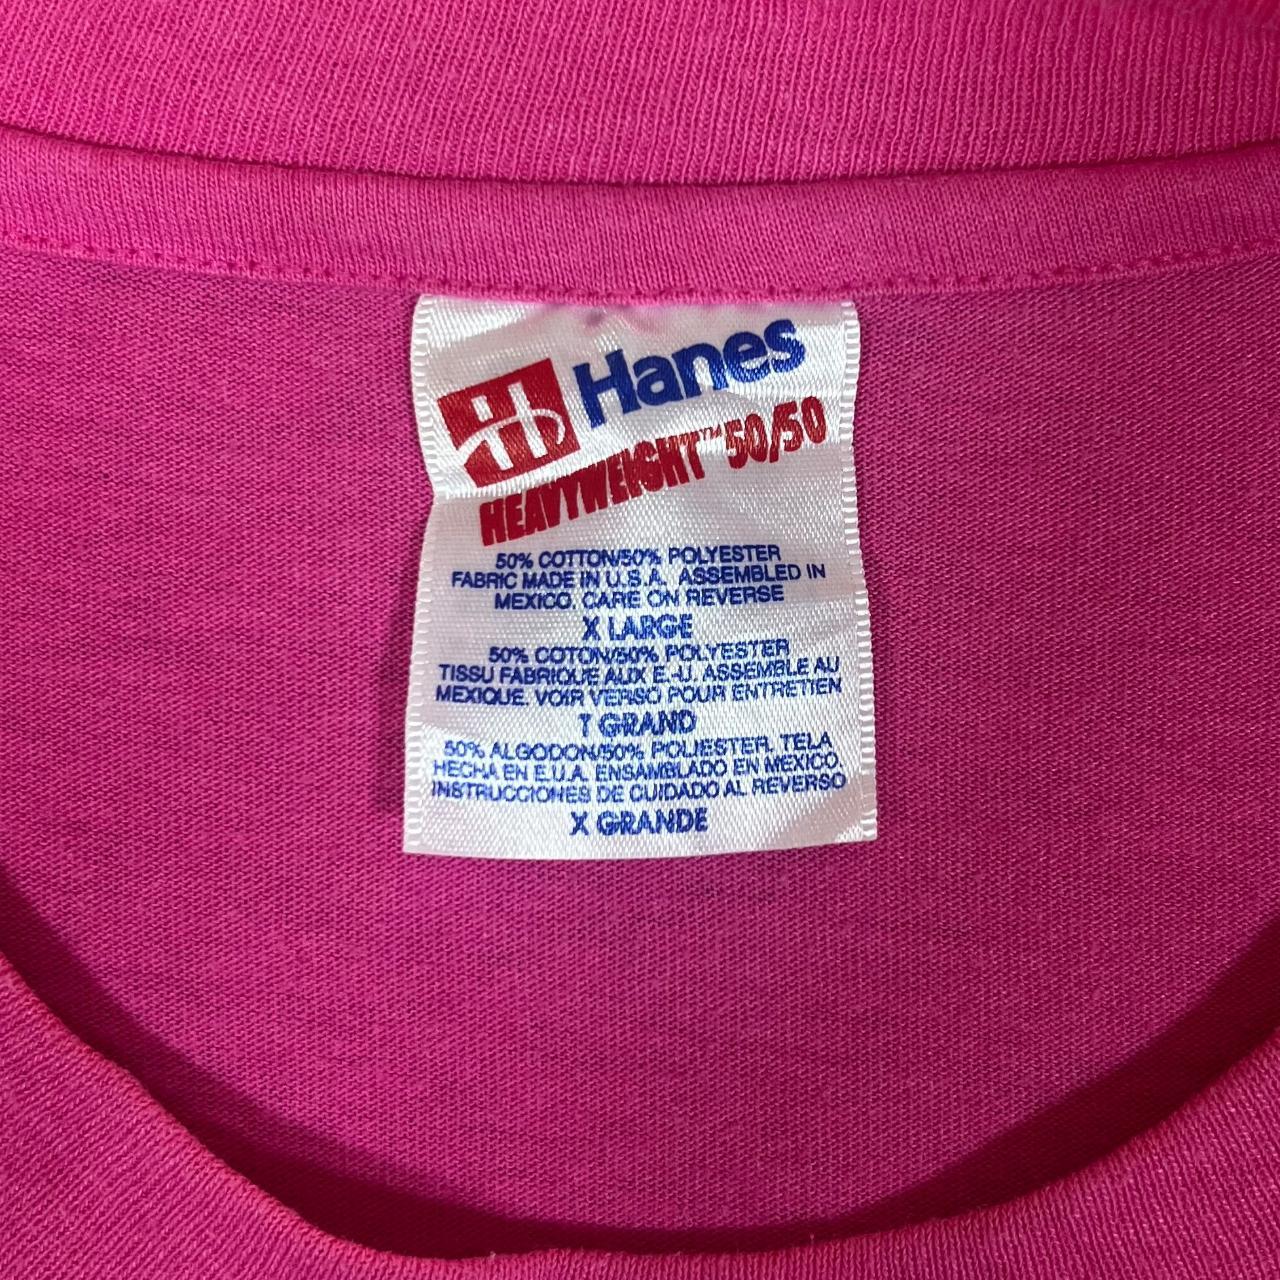 Hanes
HEAVYWEIGHT™ 50/50
50% COTTON/50% POLYESTER
FABRIC MADE IN U.S.A. ASSEMBLED IN
MEXICO. CARE ON REVERSE
X LARGE
50% COTON/50% POLYESTER
TISSU FABRIQUE AUX E.-U. ASSEMBLE AU
MEXIQUE. VOIR VERSO POUR ENTRETIEN
T GRAND
50% ALGODON/50% POLIESTER. TELA
HECHA EN E.U.A. ENSAMBLADO EN MEXICO.
INSTRUCCIONES DE CUIDADO AL REVERSO
X GRANDE